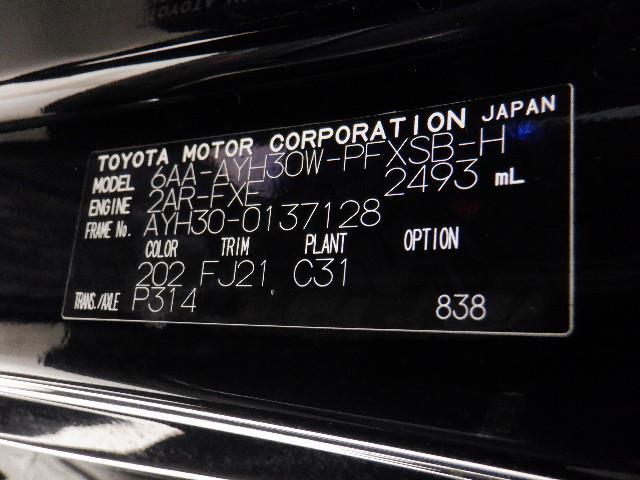 TOYOTA MOTOR CORPORATION JAPAN
MODEL 6AA-AYH30W-PFXSB-H
ENGINE 2AR-FXE 2493 mL
FRAME No. AYH30-0137128
COLOR TRIM PLANT OPTION
202 FJ21 C31
TRANS./AXLE P314 838